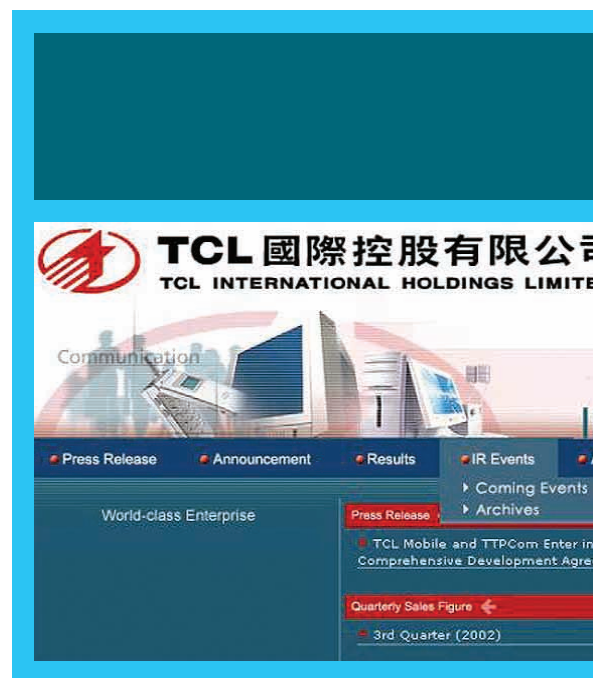 TCL 國際控股有限公司
TCL INTERNATIONAL HOLDINGS LIMITE
Communication
Press Release Announcement Results IR Events
Coming Events
Archives
World-class Enterprise
Press Release
TCL Mobile and TTPCom Enter in
Comprehensive Development Agre
Quarterly Sales Figure
3rd Quarter (2002)